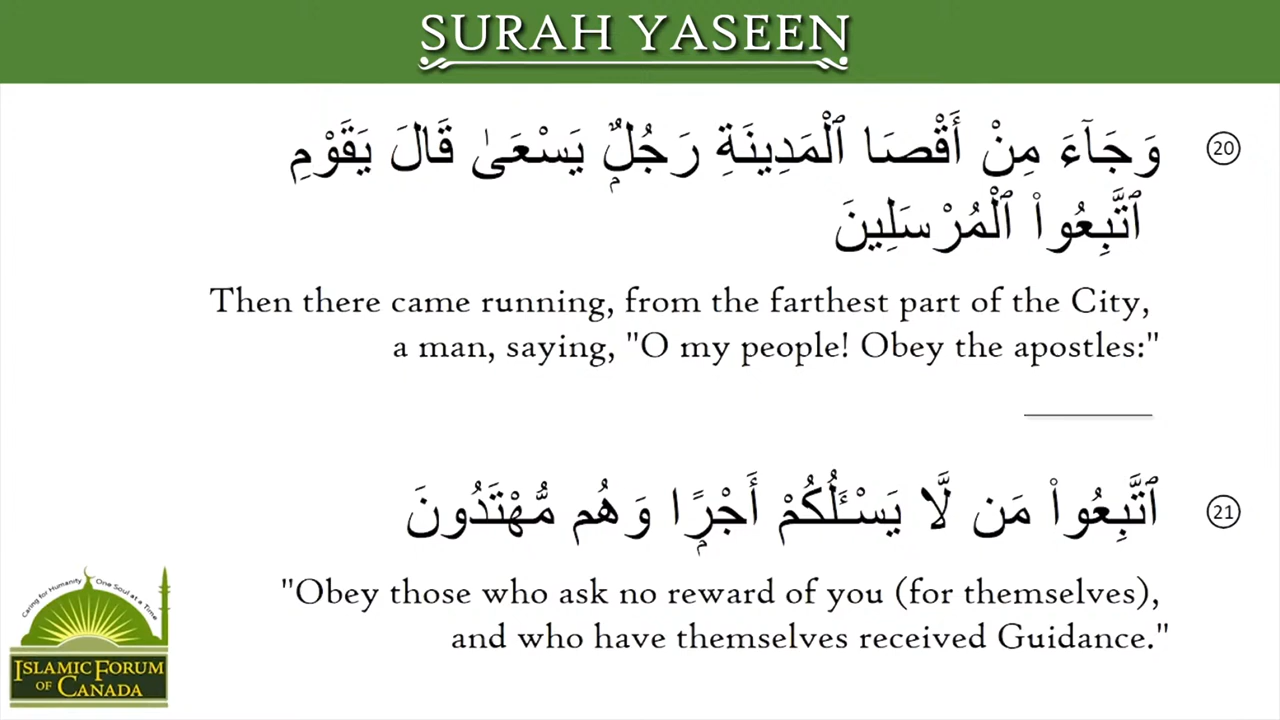 SURAH YASEEN
وَجَآءَ مِنْ أَقْصَا ٱلْمَدِينَةِ رَجُلٌۭ يَسْعَىٰ قَالَ يَقَوْمِ
20
ٱتَّبِعُوا۟ ٱلْمُرْسَلِينَ
Then there came running, from the farthest part of the City,
a man, saying, "O my people! Obey the apostles:"
ٱتَّبِعُوا۟ مَن لَّا يَسْـَٔلُكُمْ أَجْرًۭا وَهُم مُّهْتَدُونَ
21
"Obey those who ask no reward of you (for themselves),
and who have themselves received Guidance."
Caring for Humanity One Soul at a Time
ISLAMIC FORUM
OF CANADA